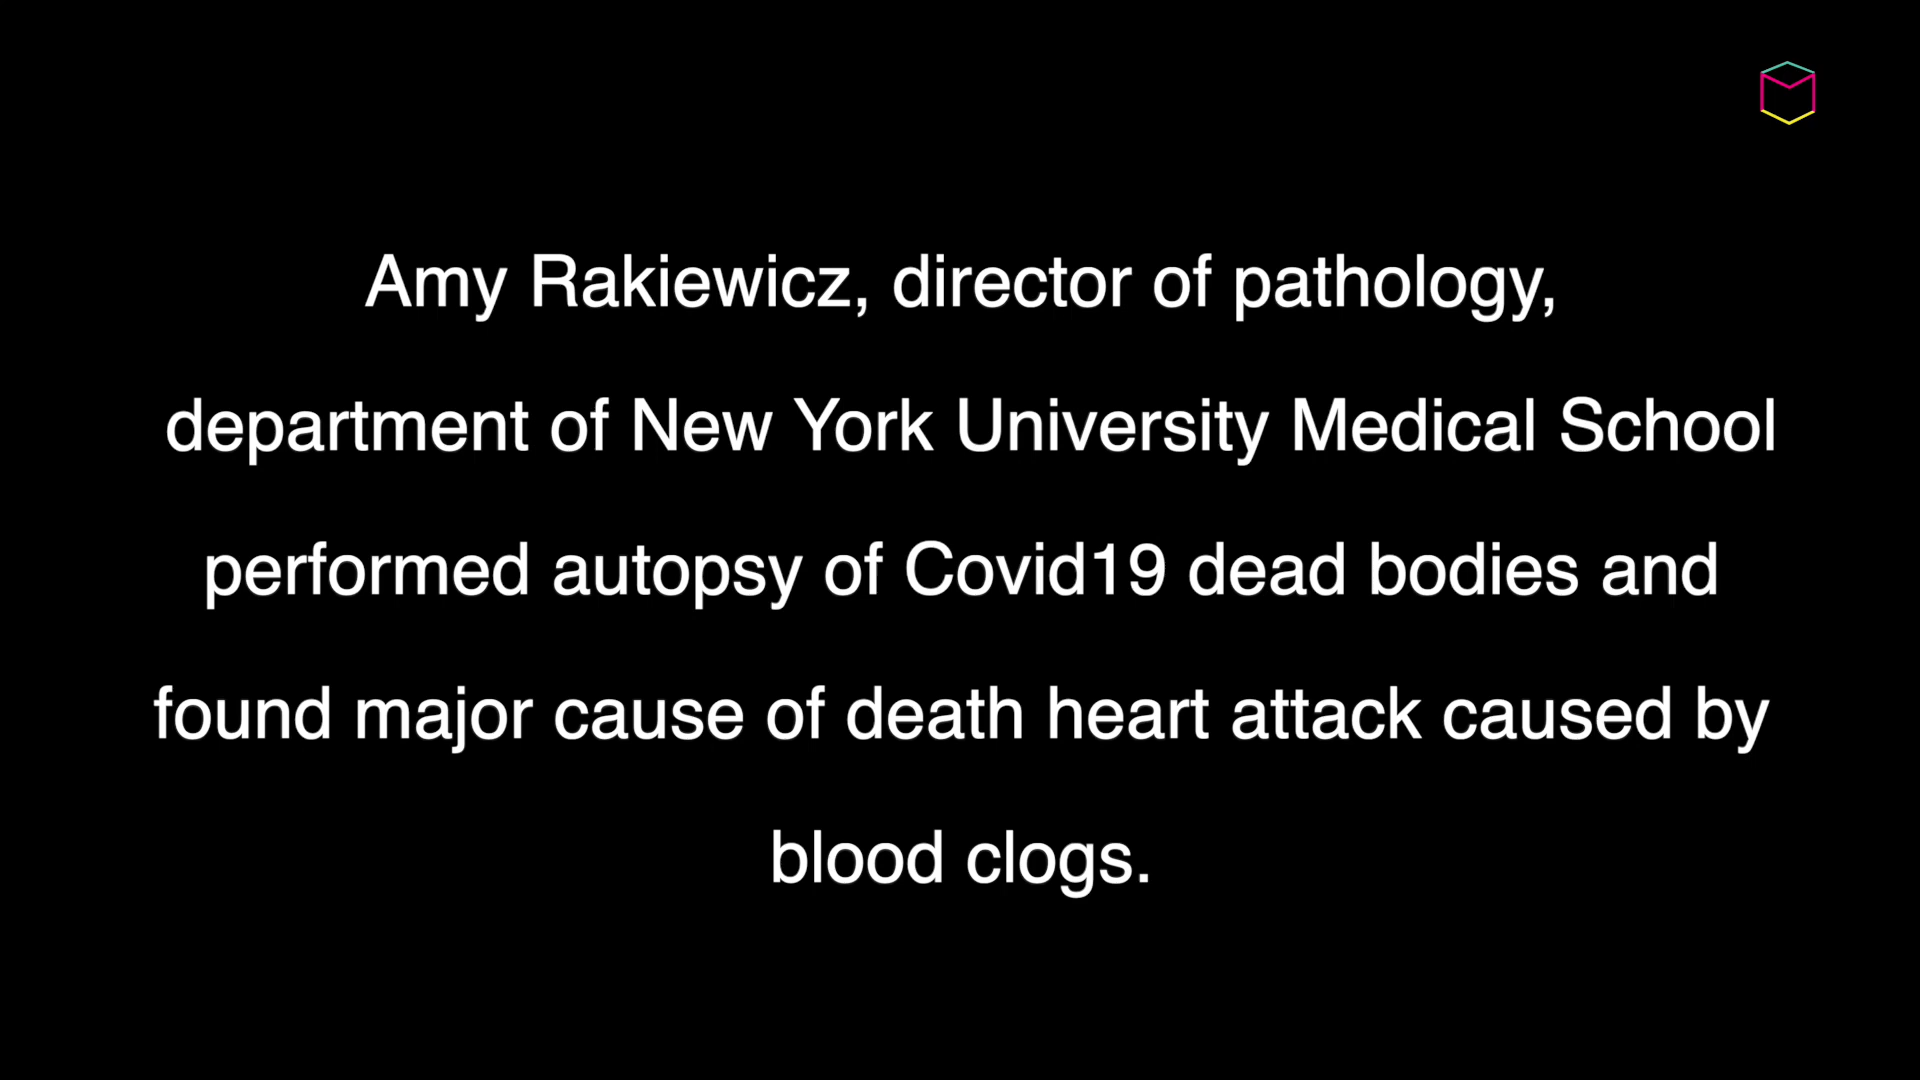 Amy Rakiewicz, director of pathology,
department of New York University Medical School
performed autopsy of Covid19 dead bodies and
found major cause of death heart attack caused by
blood clogs.